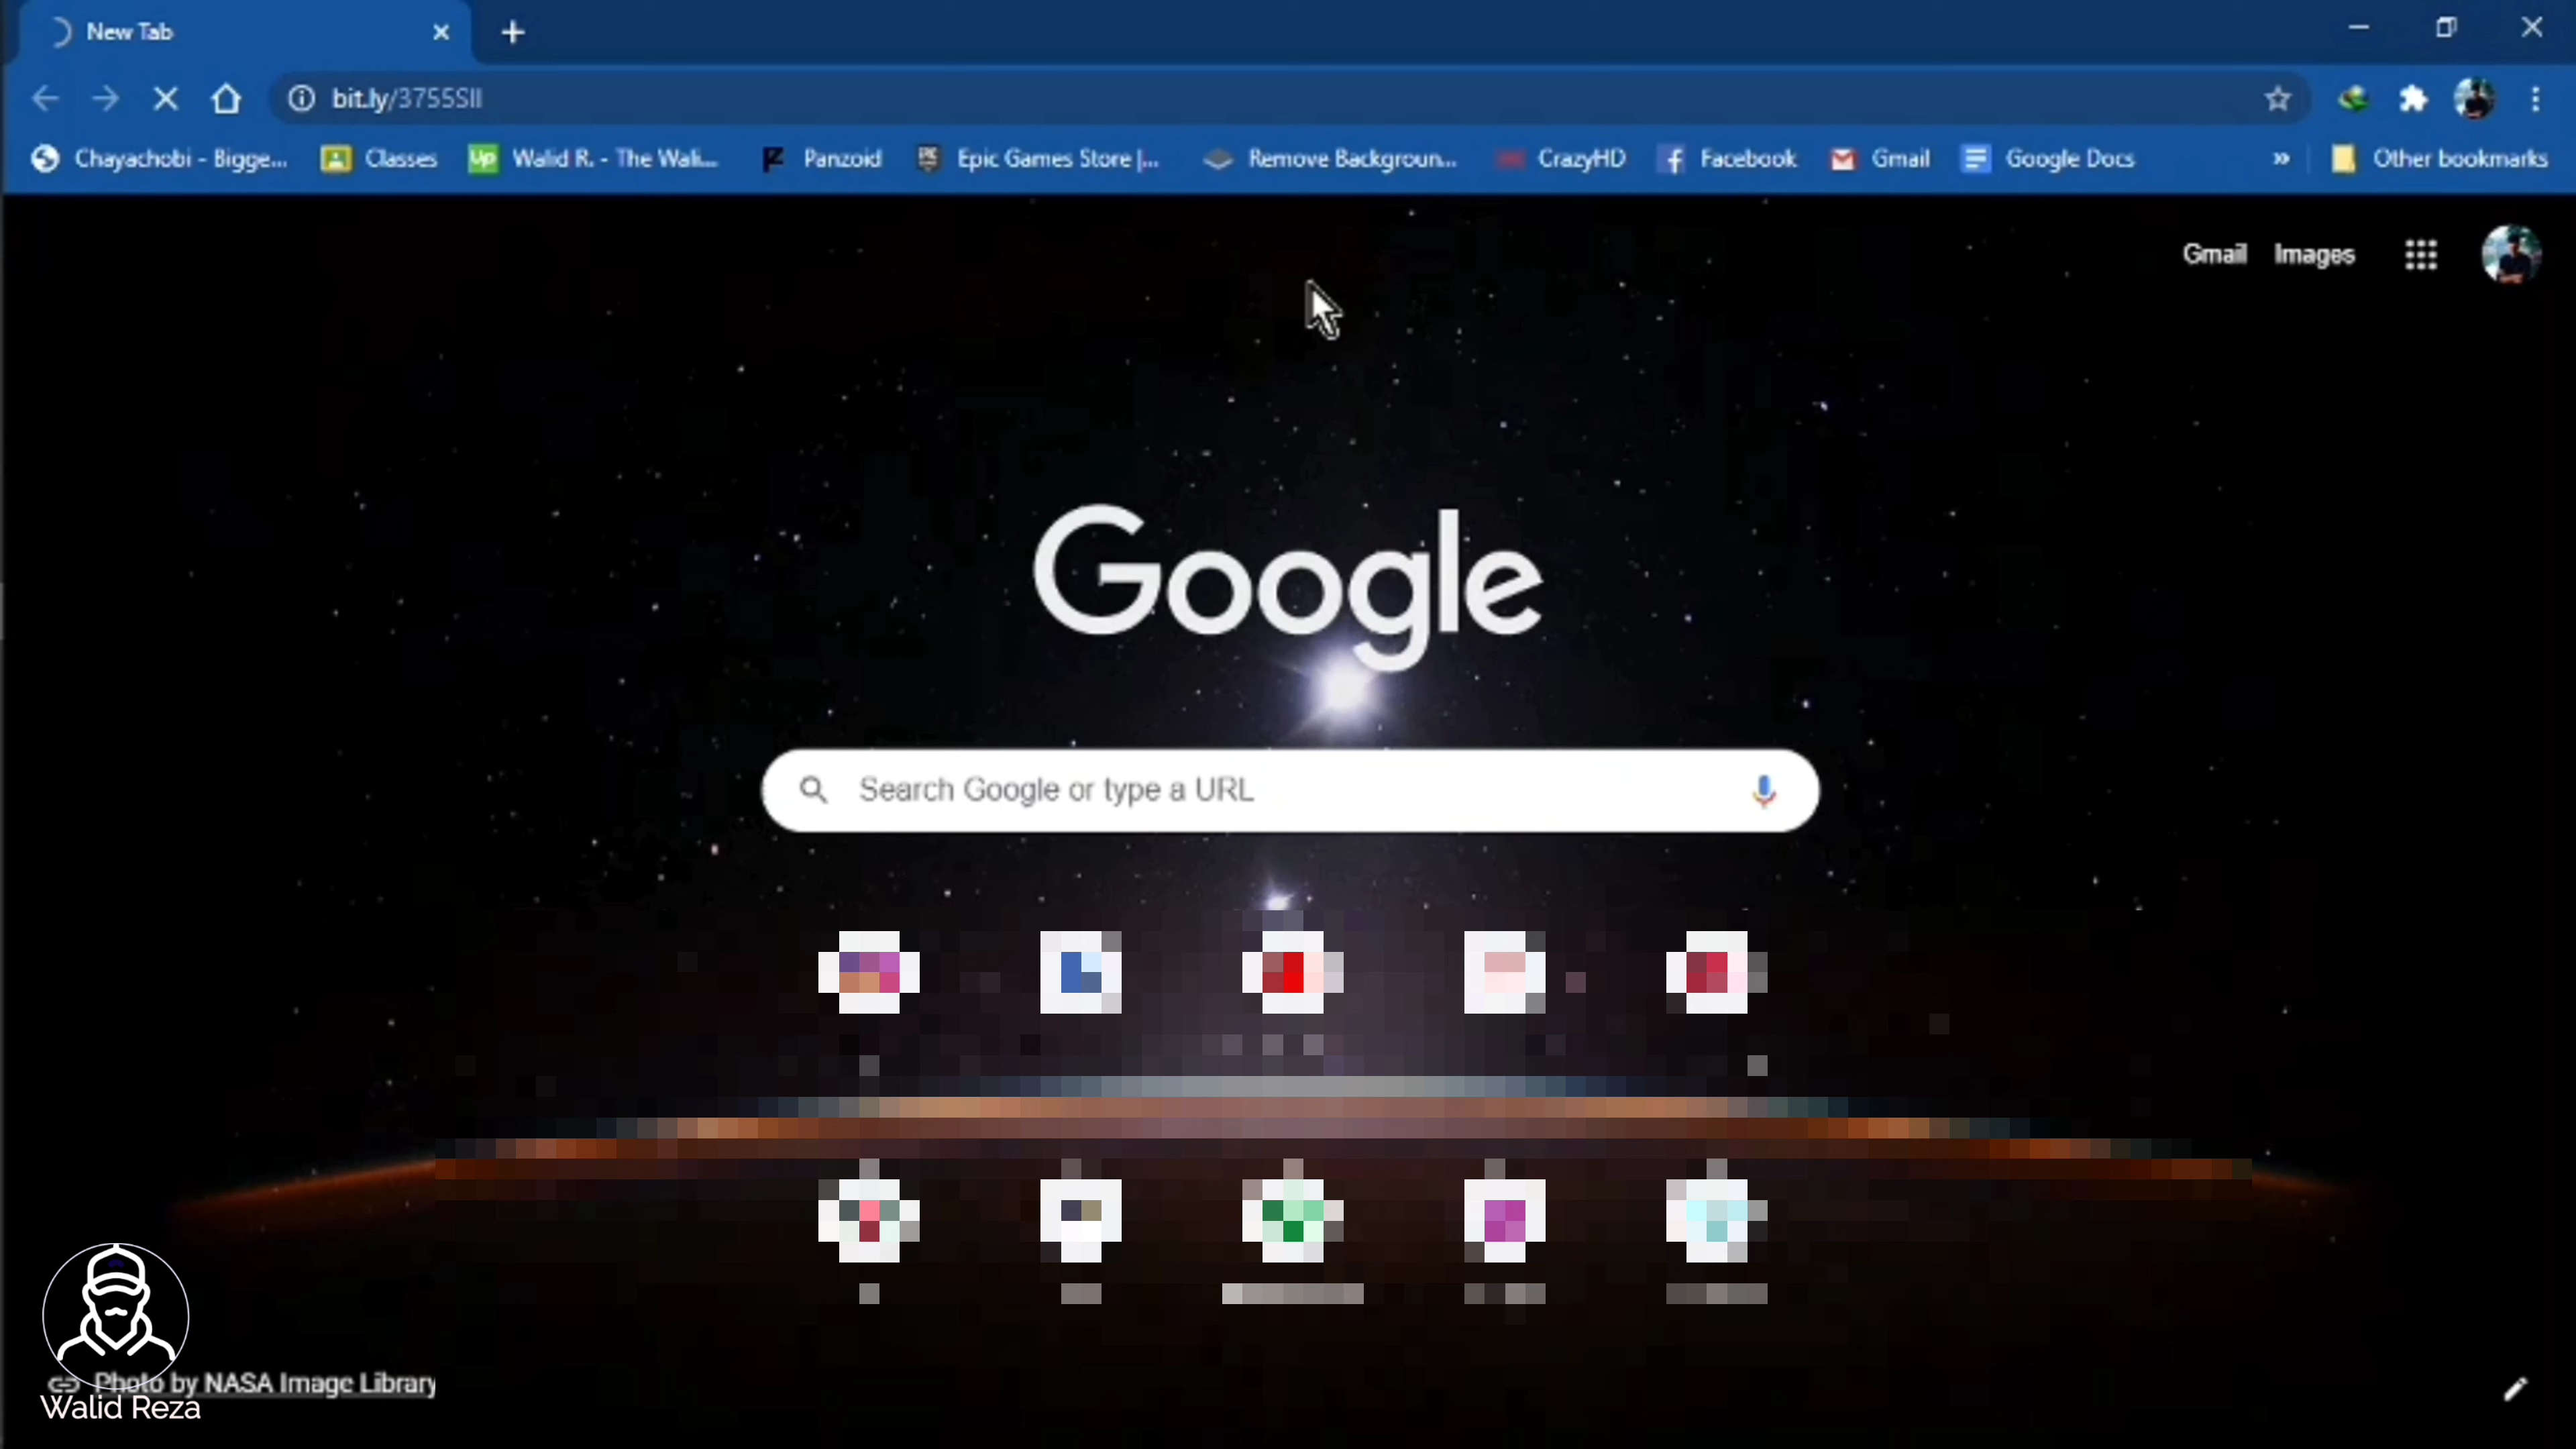 New Tab
bit.ly/3755SII
Chayachobi - Bigge... Classes Walid R. - The Wali... Panzoid Epic Games Store |... Remove Backgroun... CrazyHD Facebook Gmail Google Docs » Other bookmarks
Gmail Images
Google
Search Google or type a URL
Photo by NASA Image Library
Walid Reza